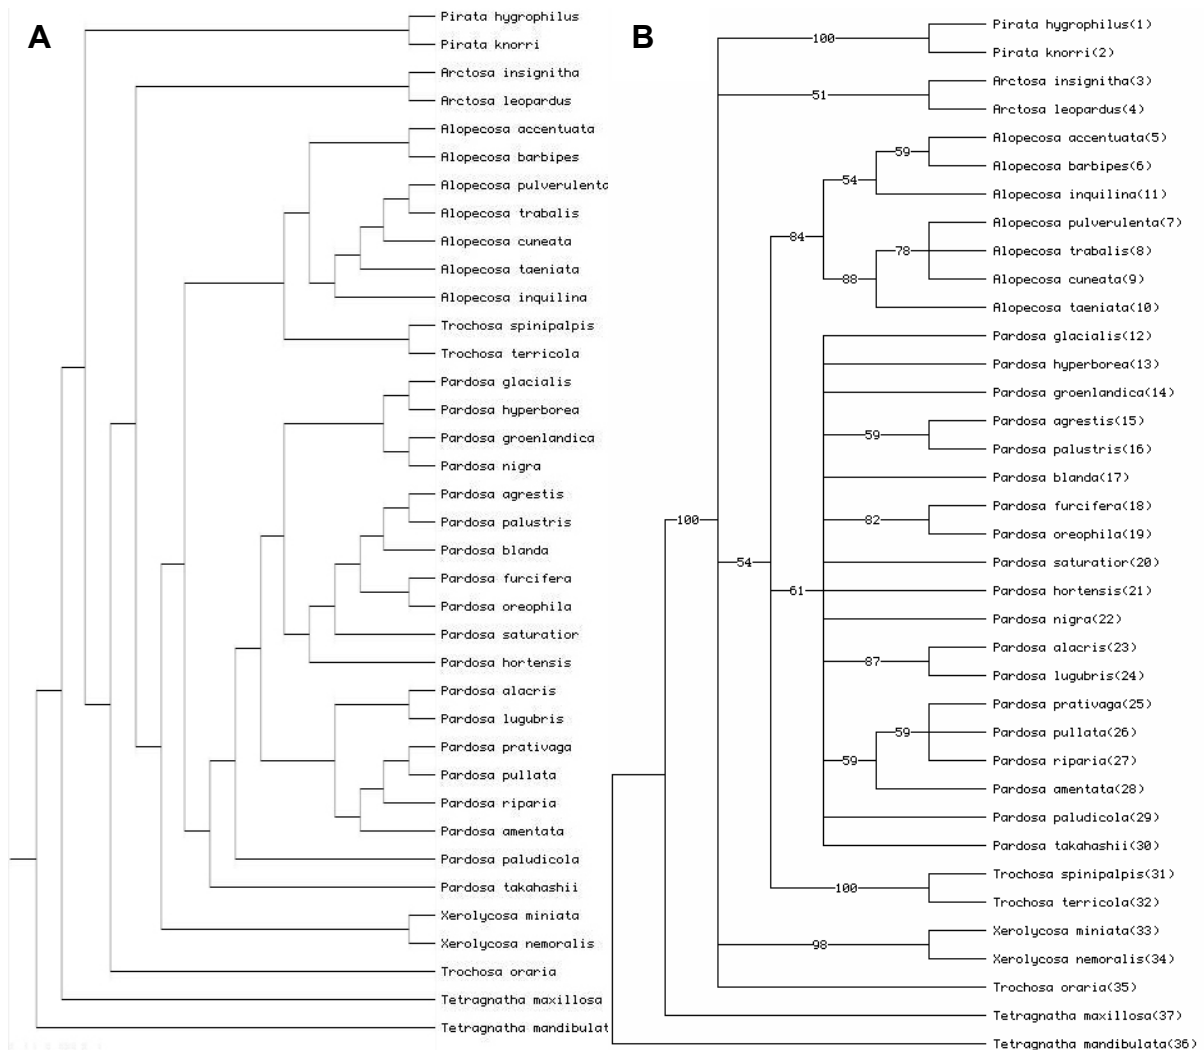 A
Pirata hygrophilus
Pirata knorri
Arctosa insignitha
Arctosa leopardus
Alopecosa accentuata
Alopecosa barbipes
Alopecosa pulverulenta
Alopecosa trabalis
Alopecosa cuneata
Alopecosa taeniata
Alopecosa inquilina
Trochosa spinipalpis
Trochosa terricola
Pardosa glacialis
Pardosa hyperborea
Pardosa groenlandica
Pardosa nigra
Pardosa agrestis
Pardosa palustris
Pardosa blanda
Pardosa furcifera
Pardosa oreophila
Pardosa saturatior
Pardosa hortensis
Pardosa alacris
Pardosa lugubris
Pardosa prativaga
Pardosa pullata
Pardosa riparia
Pardosa amentata
Pardosa paludicola
Pardosa takahashii
Xerolycosa miniata
Xerolycosa nemoralis
Trochosa oraria
Tetragnatha maxillosa
Tetragnatha mandibulat
B
Pirata hygrophilus(1)
100
Pirata knorri(2)
Arctosa insignitha(3)
51
Arctosa leopardus(4)
Alopecosa accentuata(5)
59
Alopecosa barbipes(6)
54
Alopecosa inquilina(11)
Alopecosa pulverulenta(7)
84
78
Alopecosa trabalis(8)
88
Alopecosa cuneata(9)
Alopecosa taeniata(10)
Pardosa glacialis(12)
Pardosa hyperborea(13)
Pardosa groenlandica(14)
Pardosa agrestis(15)
59
Pardosa palustris(16)
Pardosa blanda(17)
Pardosa furcifera(18)
100
82
Pardosa oreophila(19)
54
Pardosa saturatior(20)
61
Pardosa hortensis(21)
Pardosa nigra(22)
Pardosa alacris(23)
87
Pardosa lugubris(24)
Pardosa prativaga(25)
59
Pardosa pullata(26)
59
Pardosa riparia(27)
Pardosa amentata(28)
Pardosa paludicola(29)
Pardosa takahashii(30)
Trochosa spinipalpis(31)
100
Trochosa terricola(32)
Xerolycosa miniata(33)
98
Xerolycosa nemoralis(34)
Trochosa oraria(35)
Tetragnatha maxillosa(37)
Tetragnatha mandibulata(36)